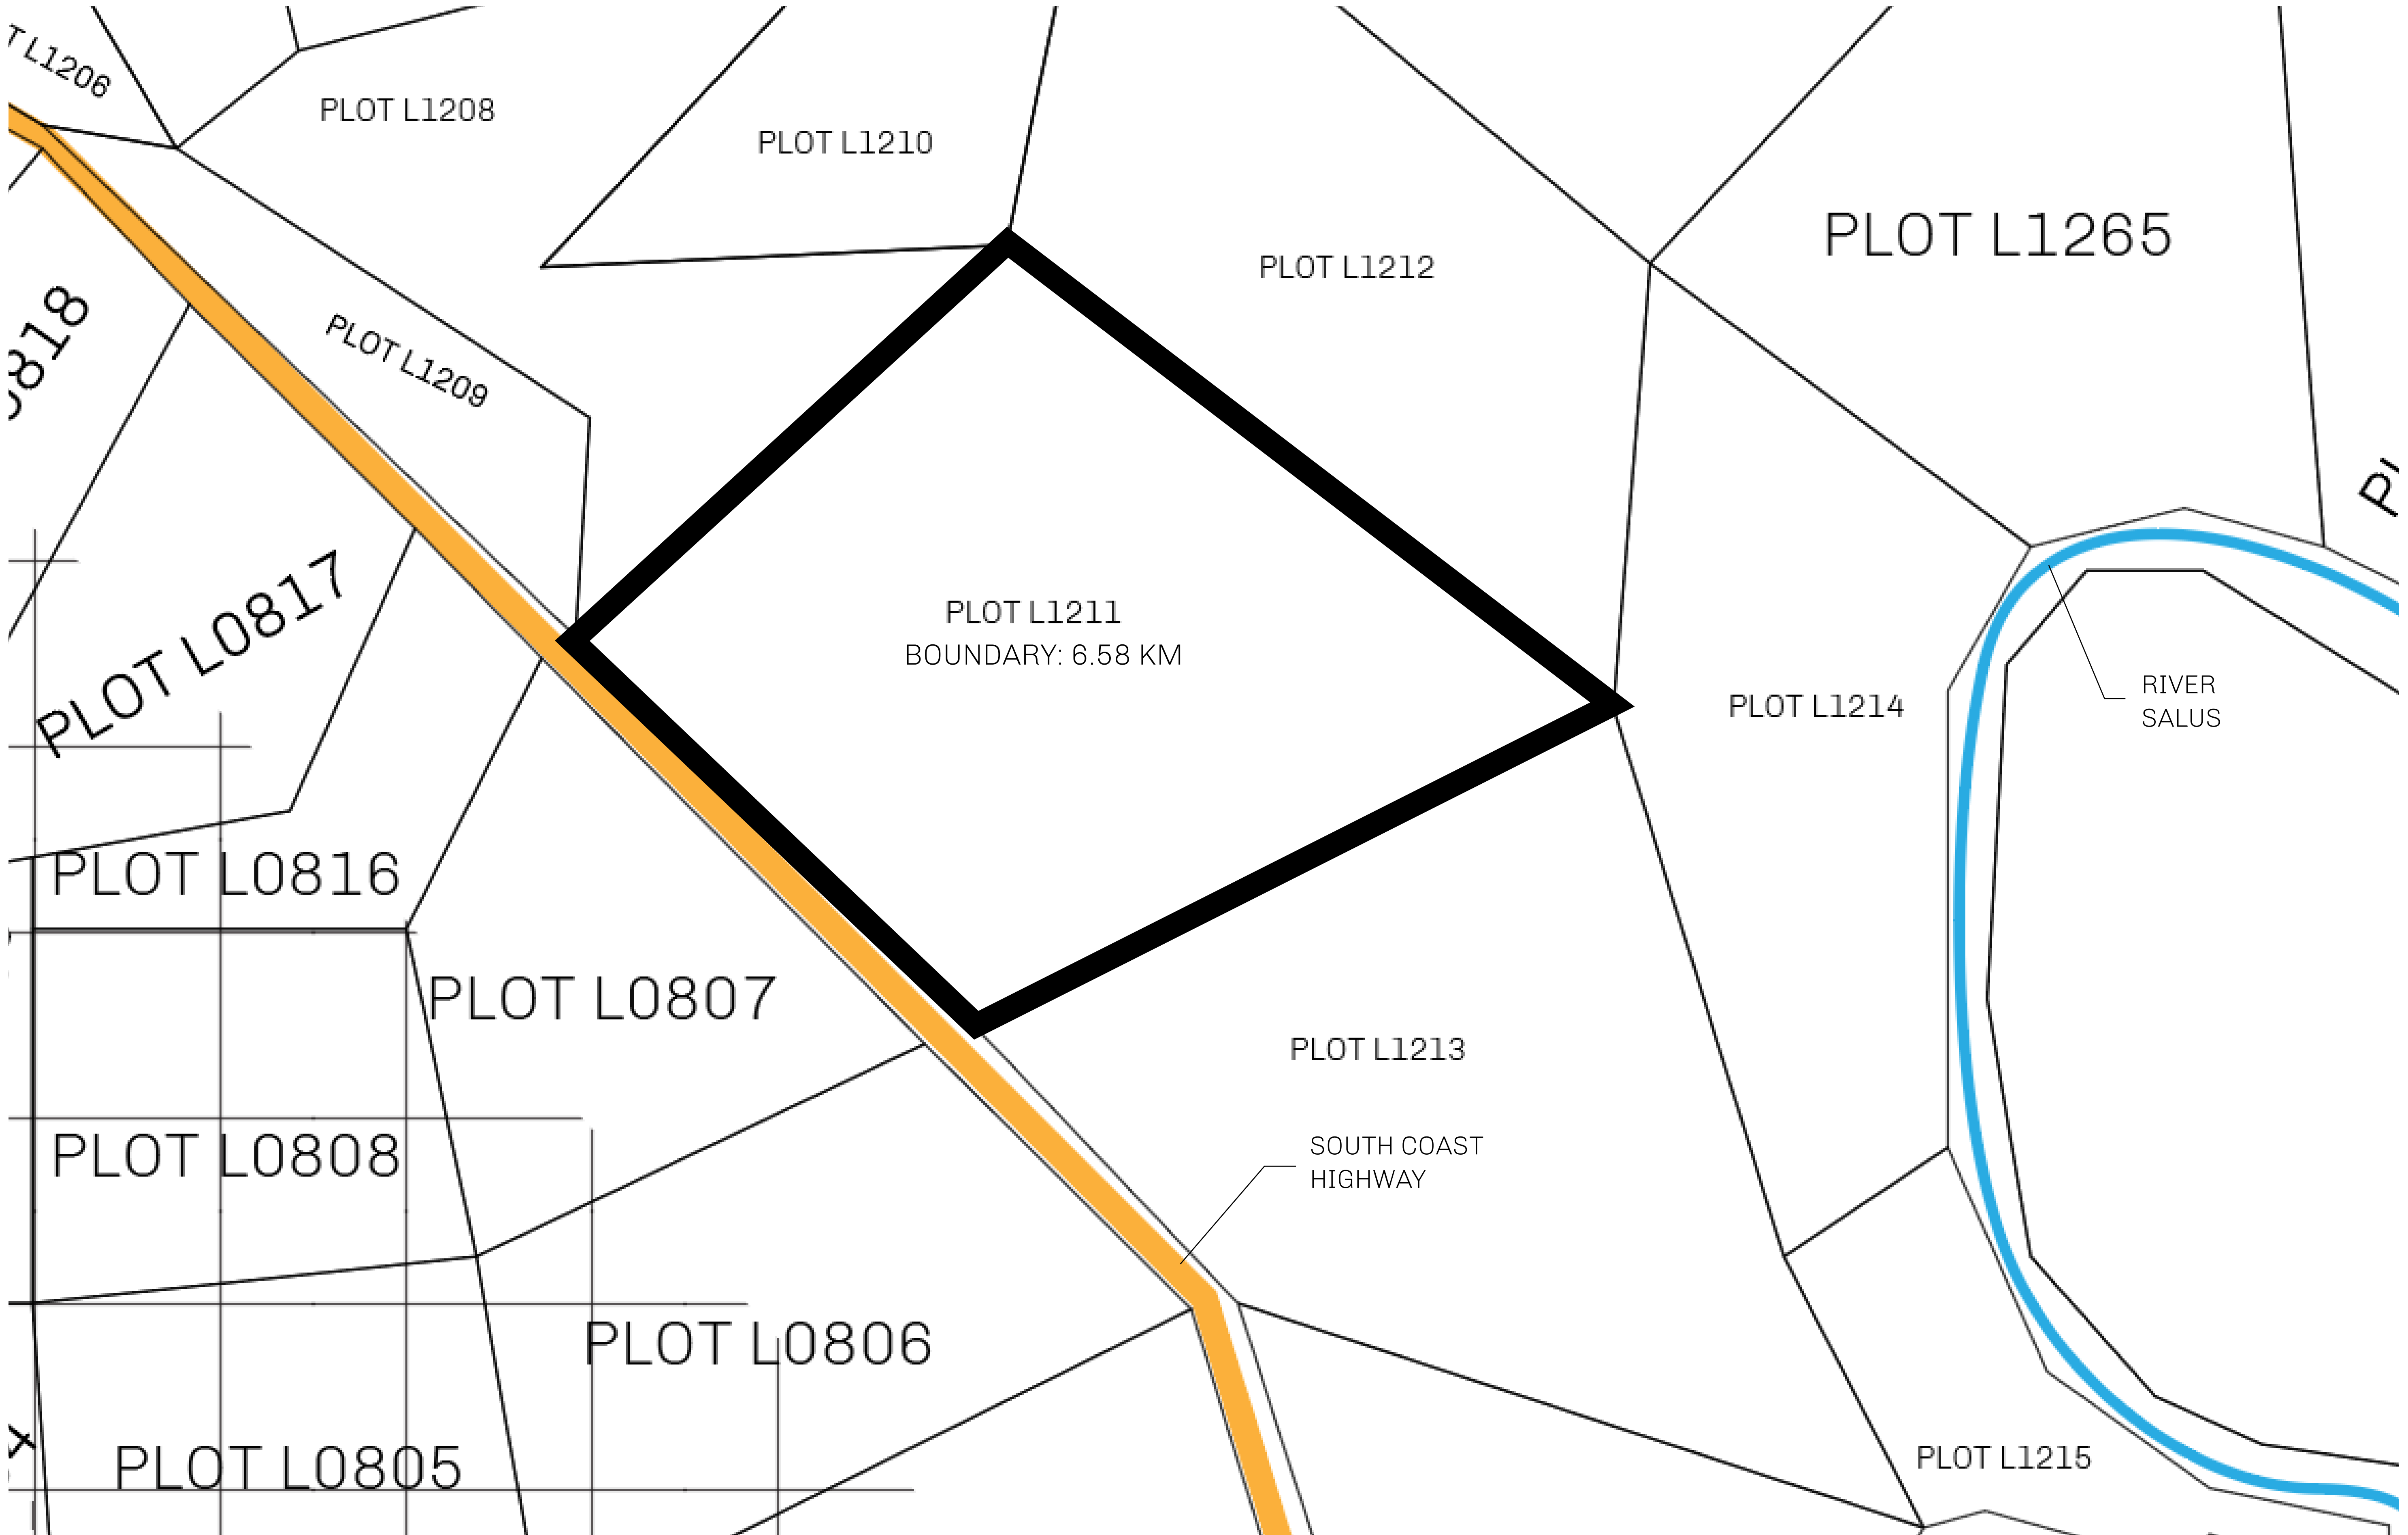 L1206
PLOT L1208
PLOT L1210
PLOT L1212
PLOT L1265
PLOT L1209
PLOT L0817
PLOT L1211
BOUNDARY: 6.58 KM
PLOT L1214
RIVER
SALUS
PLOT L0816
PLOT L0807
PLOT L1213
PLOT L0808
SOUTH COAST
HIGHWAY
PLOT L0806
PLOT L0805
PLOT L1215